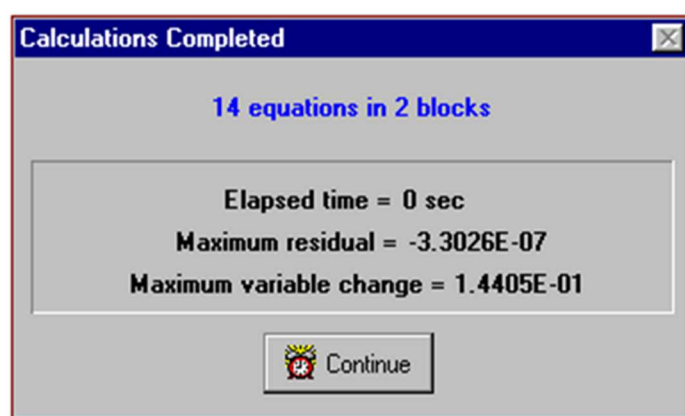 Calculations Completed
14 equations in 2 blocks
Elapsed time = 0 sec
Maximum residual = -3.3026E-07
Maximum variable change = 1.4405E-01
Continue